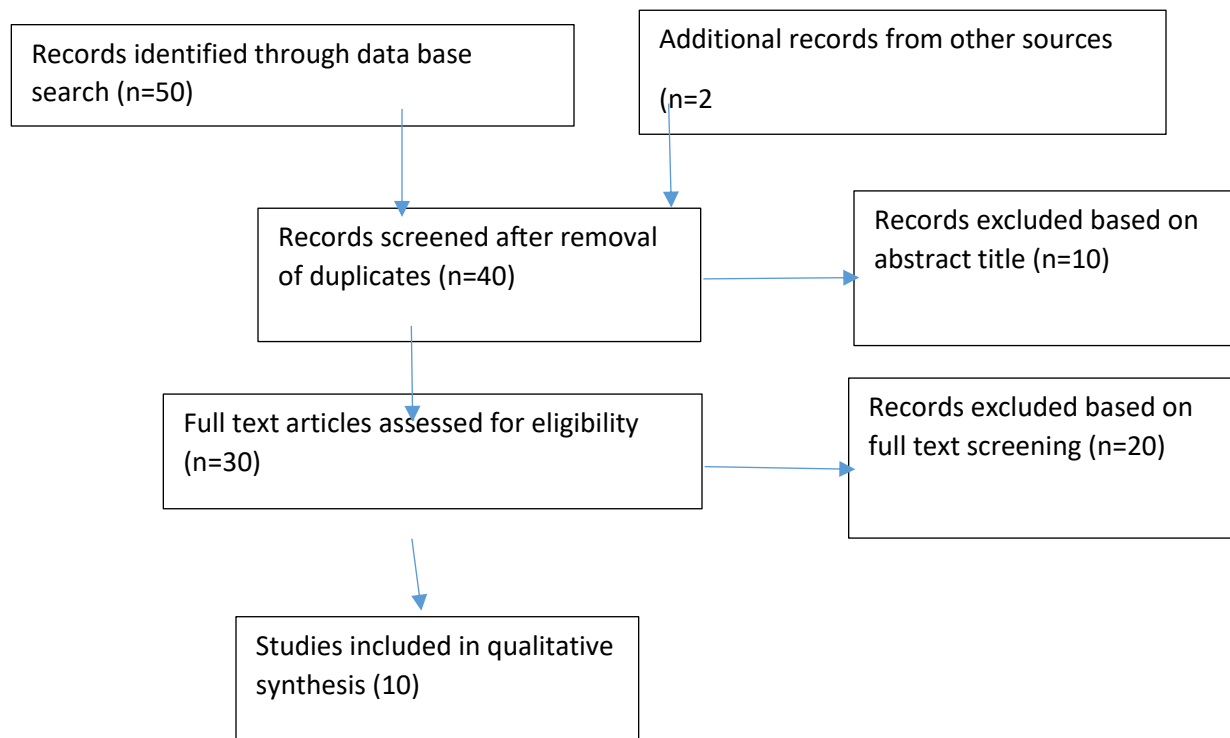 Records identified through data base
search (n=50)
Additional records from other sources
(n=2
Records screened after removal
of duplicates (n=40)
Records excluded based on
abstract title (n=10)
Full text articles assessed for eligibility
(n=30)
Records excluded based on
full text screening (n=20)
Studies included in qualitative
synthesis (10)